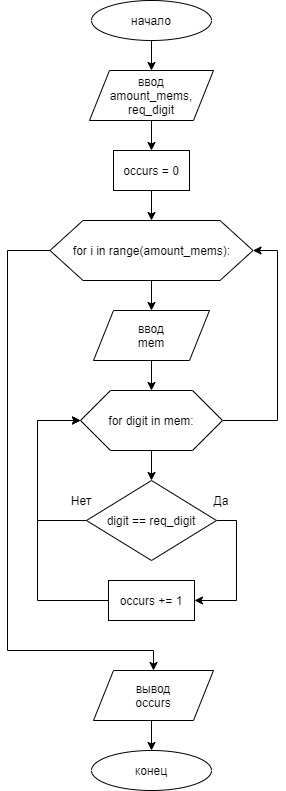 начало
ввод
amount_mems,
req_digit
occurs = 0
for i in range(amount_mems):
ввод
mem
for digit in mem:
Нет
Да
digit == req_digit
occurs += 1
вывод
occurs
конец